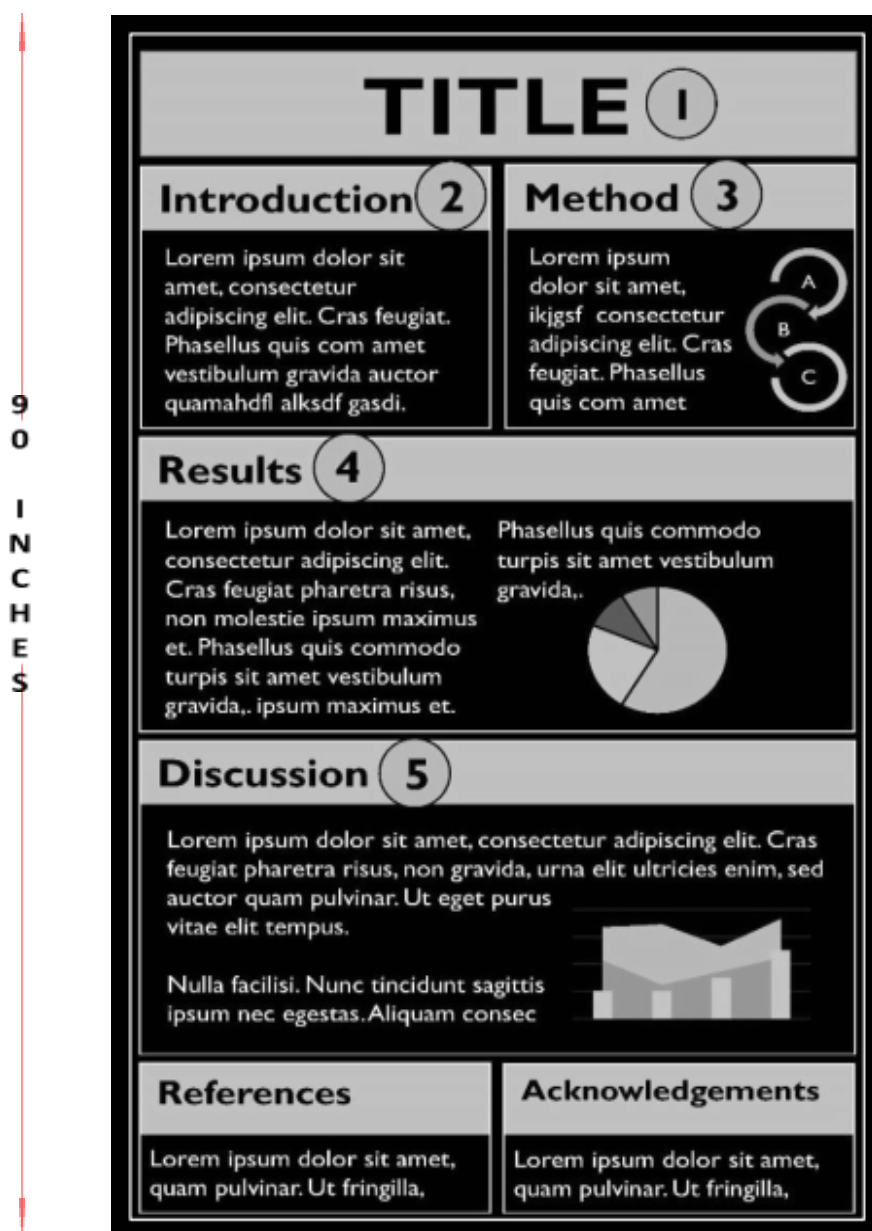 90 INCHES
TITLE 1
Introduction 2
Lorem ipsum dolor sit
amet, consectetur
adipiscing elit. Cras feugiat.
Phasellus quis com amet
vestibulum gravida auctor
quamahdfl alksdf gasdi.
Method 3
Lorem ipsum
dolor sit amet,
ikjgsf consectetur
adipiscing elit. Cras
feugiat. Phasellus
quis com amet
A
B
C
Results 4
Lorem ipsum dolor sit amet,
consectetur adipiscing elit.
Cras feugiat pharetra risus,
non molestie ipsum maximus
et. Phasellus quis commodo
turpis sit amet vestibulum
gravida,. ipsum maximus et.
Phasellus quis commodo
turpis sit amet vestibulum
gravida,.
Discussion 5
Lorem ipsum dolor sit amet, consectetur adipiscing elit. Cras
feugiat pharetra risus, non gravida, urna elit ultricies enim, sed
auctor quam pulvinar. Ut eget purus
vitae elit tempus.
Nulla facilisi. Nunc tincidunt sagittis
ipsum nec egestas. Aliquam consec
References
Lorem ipsum dolor sit amet,
quam pulvinar. Ut fringilla,
Acknowledgements
Lorem ipsum dolor sit amet,
quam pulvinar. Ut fringilla,